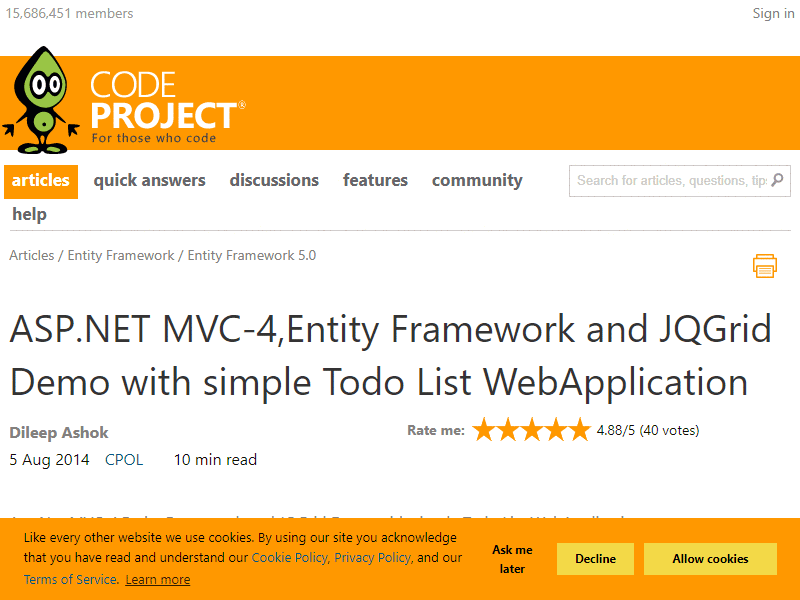 15,686,451 members
Sign in
CODE
PROJECT®
For those who code
articles quick answers discussions features community
Search for articles, questions, tips
help
Articles / Entity Framework / Entity Framework 5.0
ASP.NET MVC-4,Entity Framework and JQGrid
Demo with simple Todo List WebApplication
Dileep Ashok
Rate me: 4.88/5 (40 votes)
5 Aug 2014 CPOL 10 min read
Like every other website we use cookies. By using our site you acknowledge
that you have read and understand our Cookie Policy, Privacy Policy, and our
Terms of Service. Learn more
Ask me
later
Decline
Allow cookies